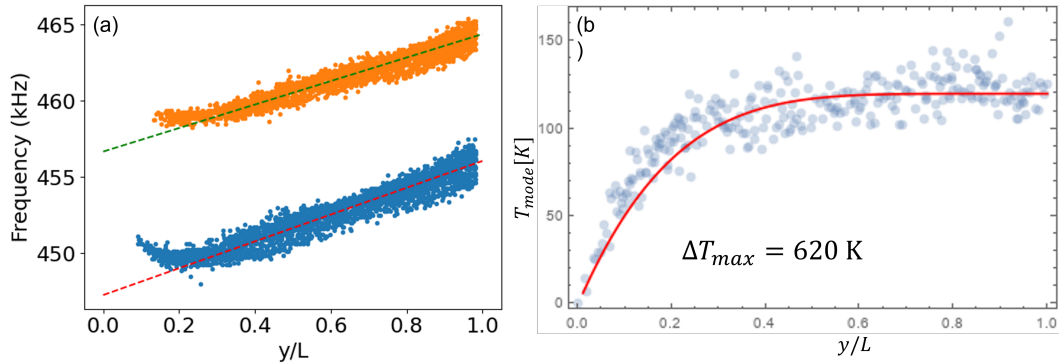 (a)
Frequency (kHz)
465
460
455
450
0.0 0.2 0.4 0.6 0.8 1.0
y/L
(b
)
T_mode[K]
150
100
50
0
ΔT_max = 620 K
0.0 0.2 0.4 0.6 0.8 1.0
y/L